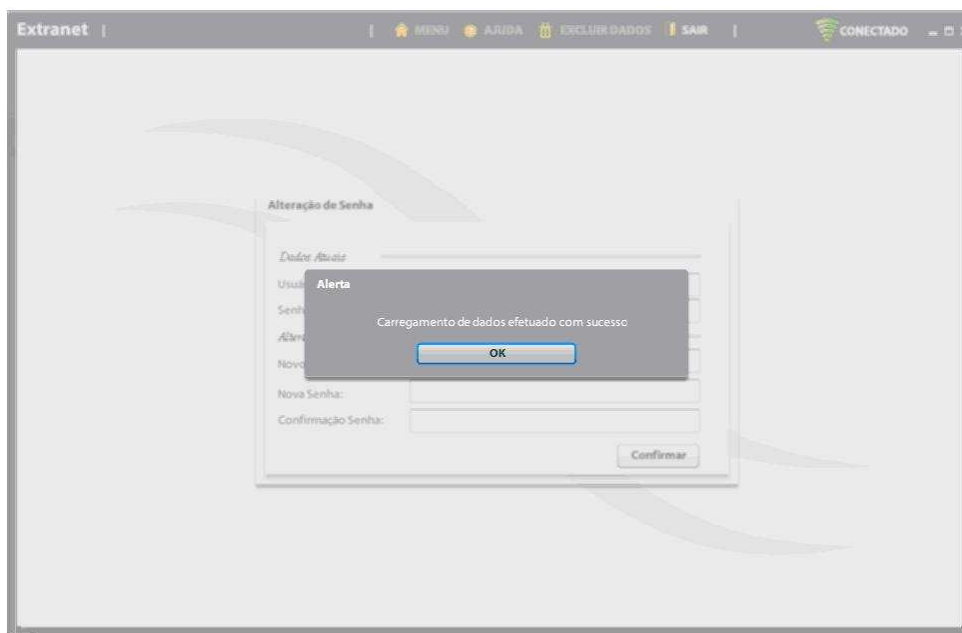 Extranet |
| MENU AJUDA EXCLUIR DADOS SAIR |
CONECTADO
Alteração de Senha
Dados Atuais
Alerta
Carregamento de dados efetuado com sucesso
OK
Nova Senha:
Confirmação Senha:
Confirmar